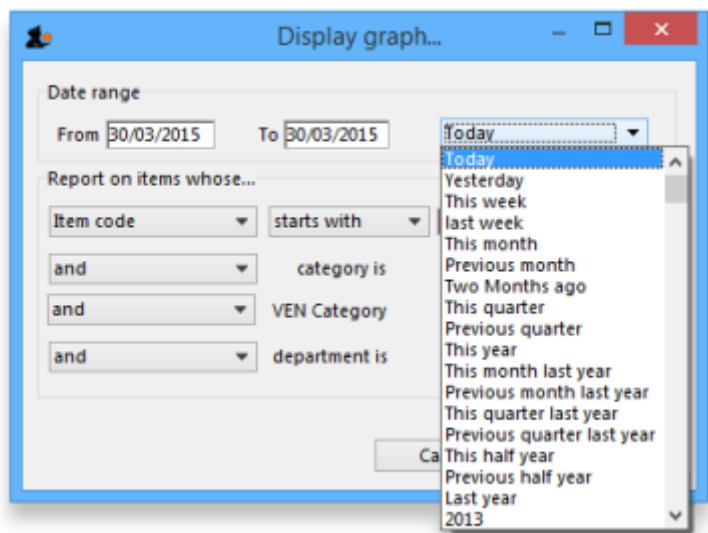 Display graph...
Date range
From 30/03/2015 To 30/03/2015 Today
Report on items whose...
Item code starts with
and category is
and VEN Category
and department is
Today
Yesterday
This week
last week
This month
Previous month
Two Months ago
This quarter
Previous quarter
This year
This month last year
Previous month last year
This quarter last year
Previous quarter last year
This half year
Previous half year
Last year
2013